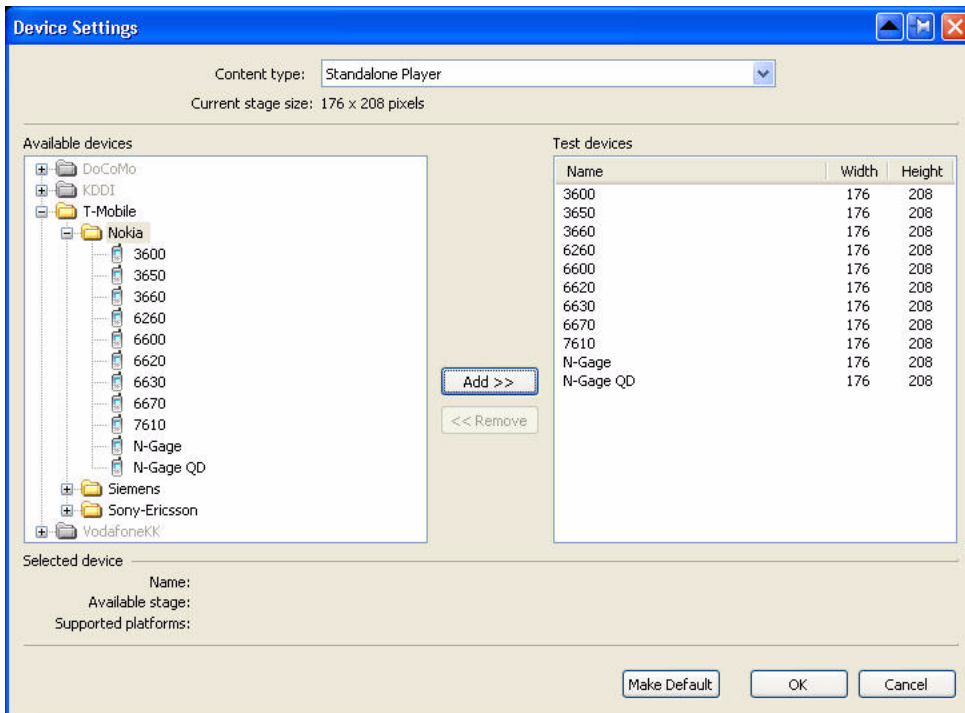 Device Settings
Content type: Standalone Player
Current stage size: 176 x 208 pixels
Available devices
DoCoMo
KDDI
T-Mobile
Nokia
3600
3650
3660
6260
6600
6620
6630
6670
7610
N-Gage
N-Gage QD
Siemens
Sony-Ericsson
VodafoneKK
Add >>
<< Remove
Test devices
Name Width Height
3600 176 208
3650 176 208
3660 176 208
6260 176 208
6600 176 208
6620 176 208
6630 176 208
6670 176 208
7610 176 208
N-Gage 176 208
N-Gage QD 176 208
Selected device
Name:
Available stage:
Supported platforms:
Make Default OK Cancel